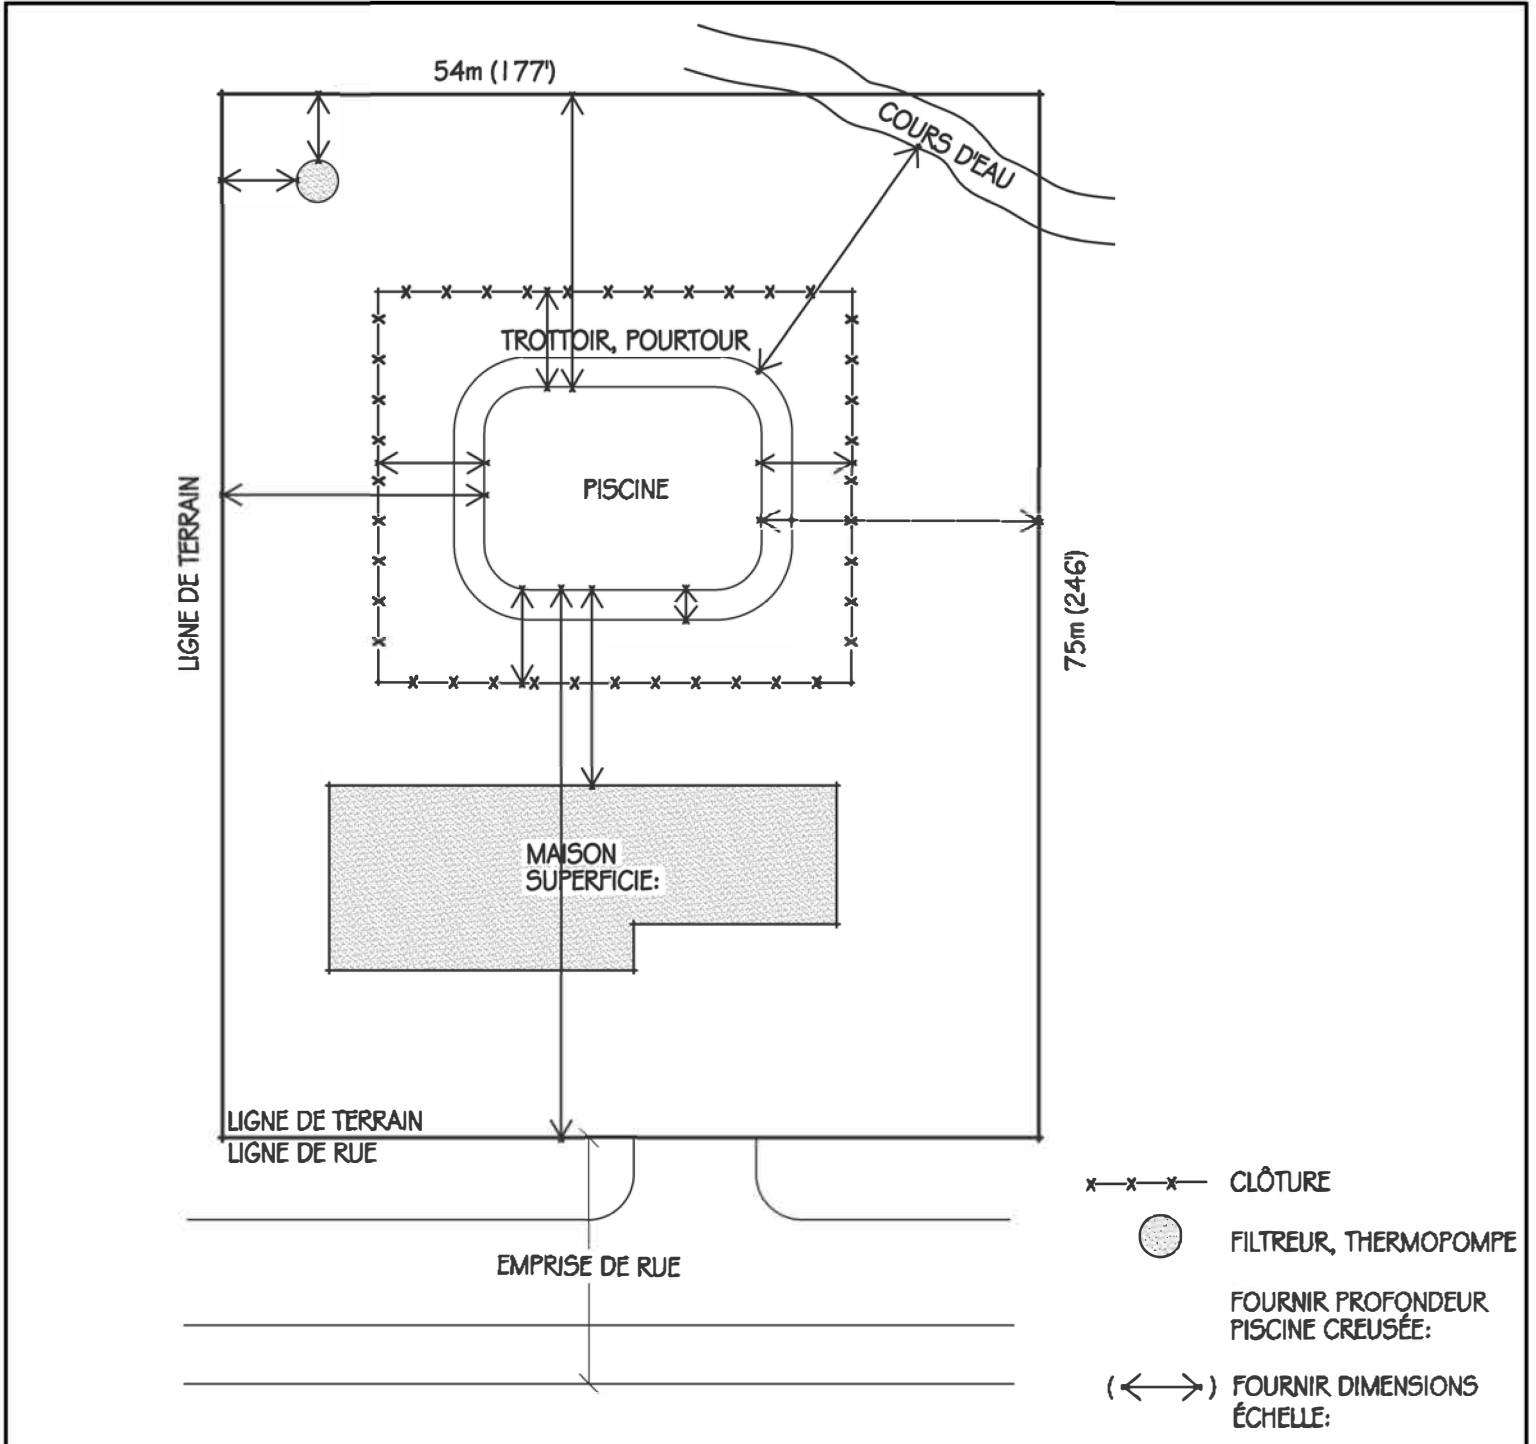 54m (177')
COURS D'EAU
TROTTOIR, POURTOUR
PISCINE
LIGNE DE TERRAIN
75m (246')
MAISON
SUPERFICIE:
LIGNE DE TERRAIN
LIGNE DE RUE
EMPRISE DE RUE
CLÔTURE
FILTREUR, THERMOPOMPE
FOURNIR PROFONDEUR
PISCINE CREUSÉE:
FOURNIR DIMENSIONS
ÉCHELLE: